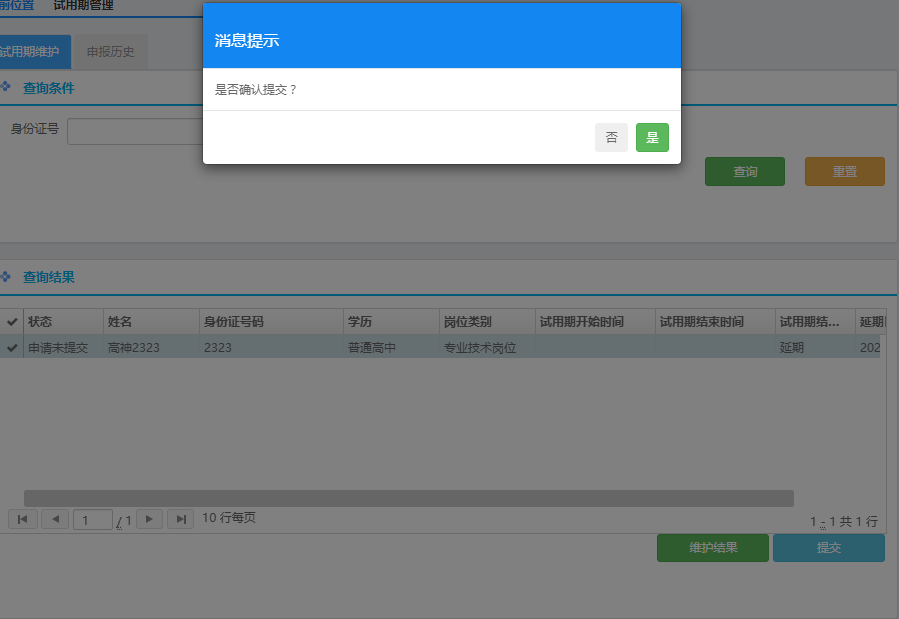 前位置 试用期管理
消息提示
是否确认提交？
否 是
试用期维护 申报历史
查询条件
身份证号
查询 重置
查询结果
状态 姓名 身份证号码 学历 岗位类别 试用期开始时间 试用期结束时间 试用期结... 延期
申请未提交 高神2323 2323 普通高中 专业技术岗位 延期 202
1 / 1 10 行每页
1 - 1 共 1 行
维护结果 提交